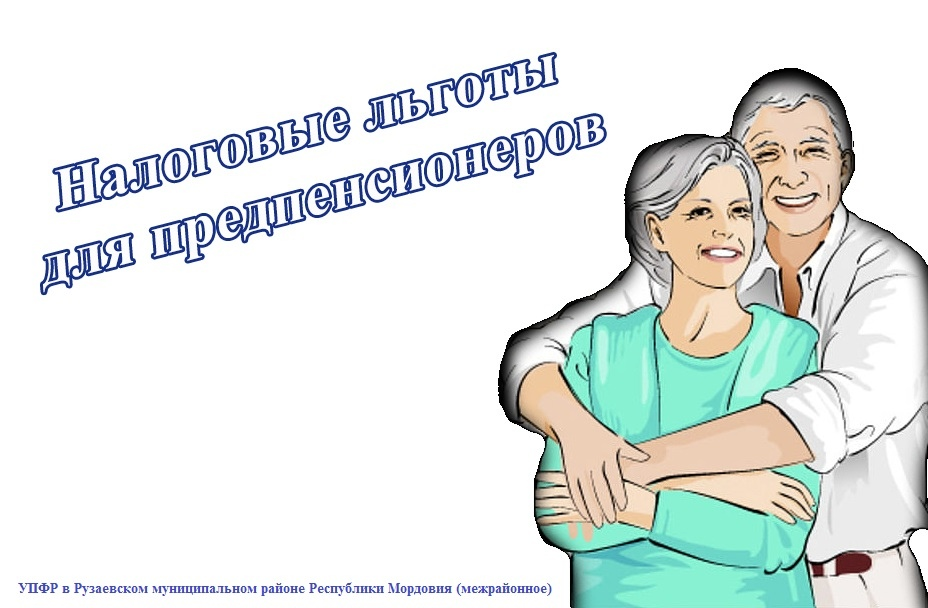 Налоговые льготы
для предпенсионеров
УПФР в Рузаевском муниципальном районе Республики Мордовия (межрайонное)